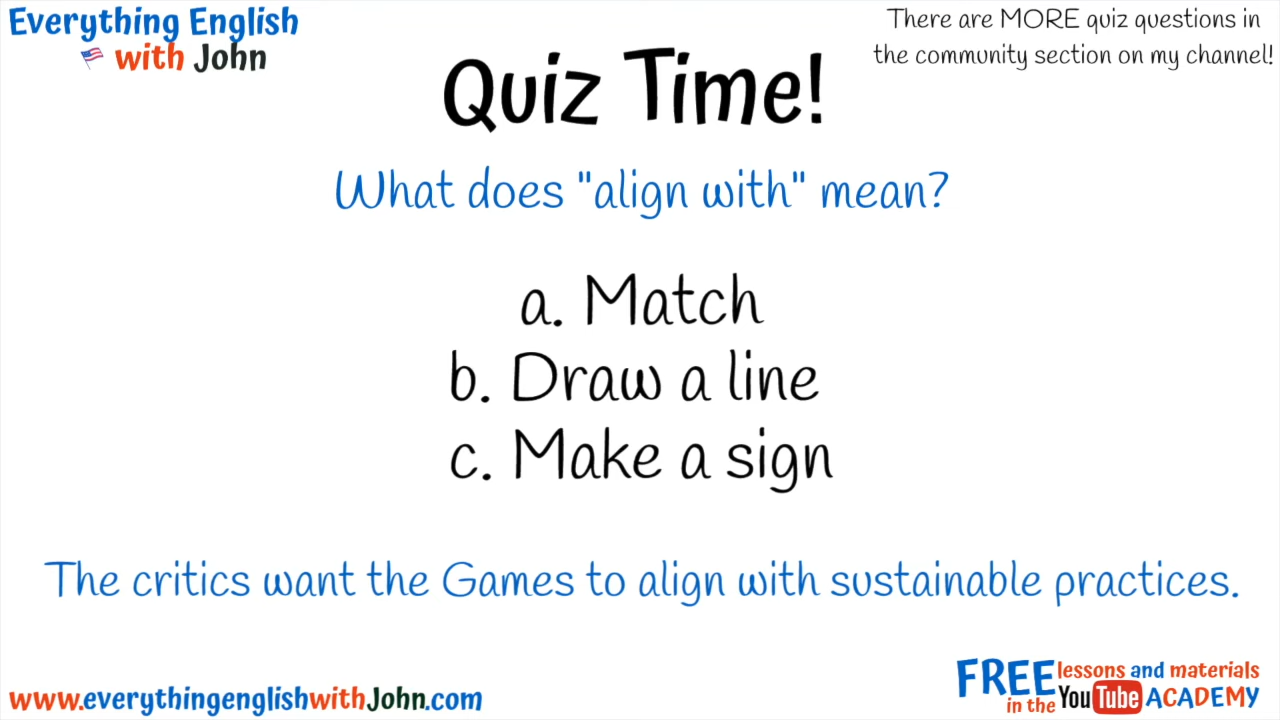 Everything English
with John
There are MORE quiz questions in
the community section on my channel!
Quiz Time!
What does "align with" mean?
a. Match
b. Draw a line
c. Make a sign
The critics want the Games to align with sustainable practices.
www.everythingenglishwithJohn.com
FREE lessons and materials
in the YouTube ACADEMY